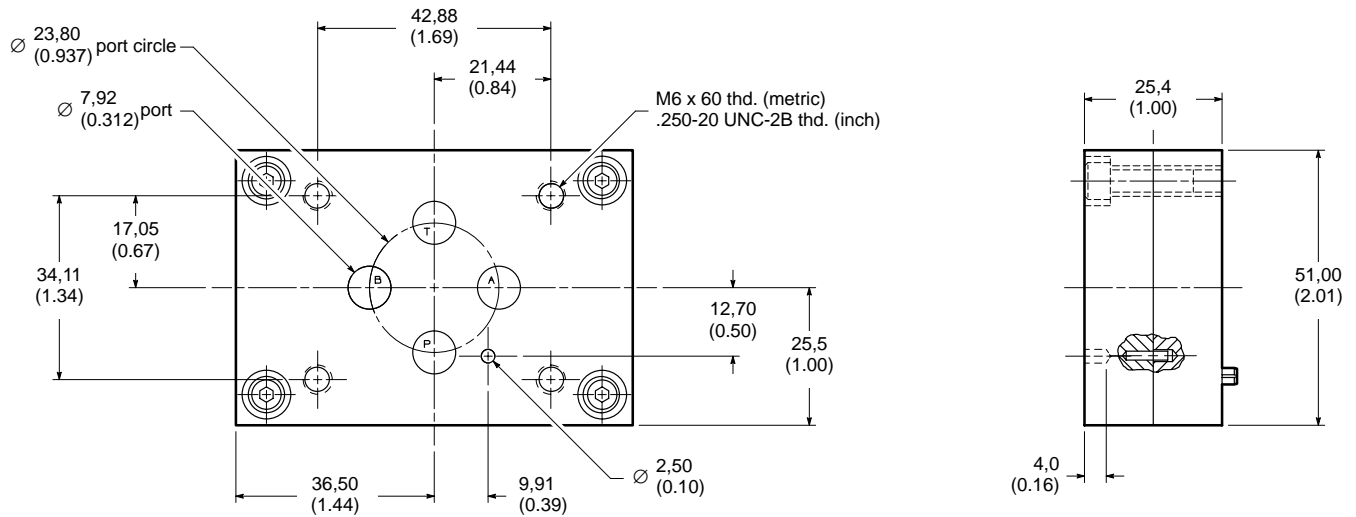 42,88
(1.69)
Ø 23,80
(0.937) port circle
21,44
(0.84)
Ø 7,92
(0.312) port
M6 x 60 thd. (metric)
.250-20 UNC-2B thd. (inch)
25,4
(1.00)
T
17,05
(0.67)
34,11
(1.34)
B
A
P
12,70
(0.50)
25,5
(1.00)
51,00
(2.01)
36,50
(1.44)
9,91
(0.39)
Ø 2,50
(0.10)
4,0
(0.16)